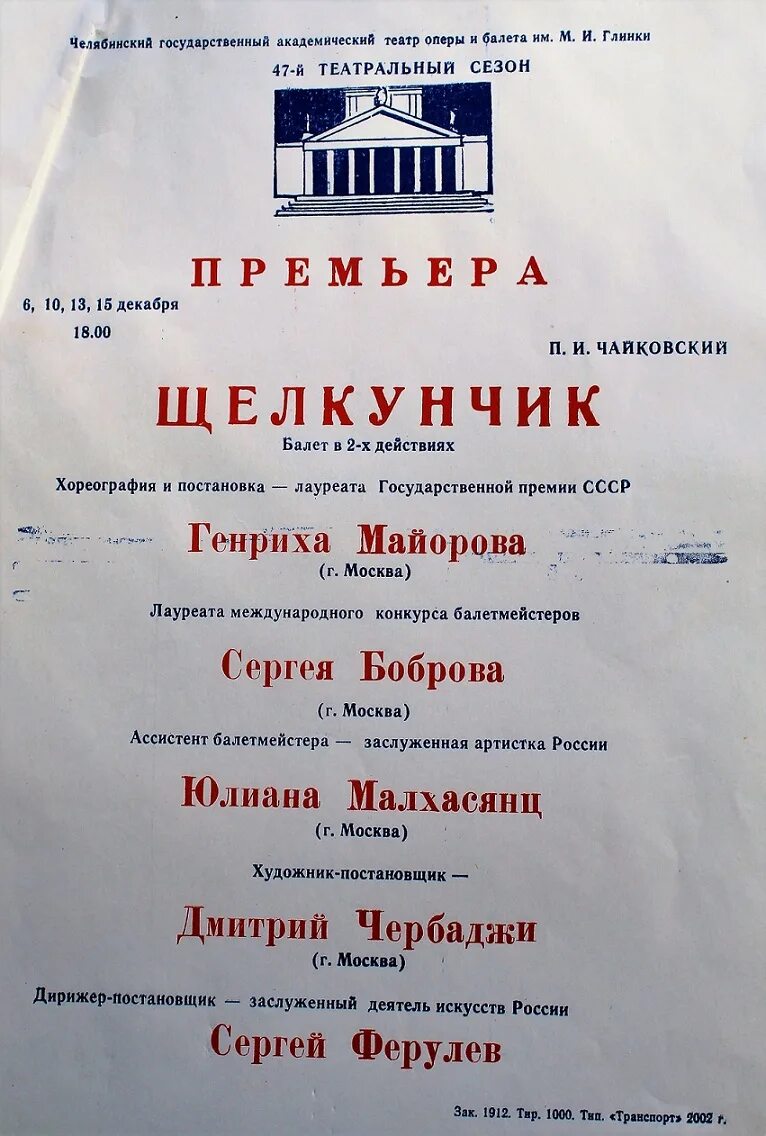 Челябинский государственный академический театр оперы и балета им. М. И. Глинки
47-й ТЕАТРАЛЬНЫЙ СЕЗОН
ПРЕМЬЕРА
6, 10, 13, 15 декабря
18.00
П. И. ЧАЙКОВСКИЙ
ЩЕЛКУНЧИК
Балет в 2-х действиях
Хореография и постановка — лауреата Государственной премии СССР
Генриха Майорова
(г. Москва)
Лауреата международного конкурса балетмейстеров
Сергея Боброва
(г. Москва)
Ассистент балетмейстера — заслуженная артистка России
Юлиана Малхасянц
(г. Москва)
Художник-постановщик —
Дмитрий Чербаджи
(г. Москва)
Дирижер-постановщик — заслуженный деятель искусств России
Сергей Ферулев
Зак. 1912. Тир. 1000. Тип. «Транспорт» 2002 г.